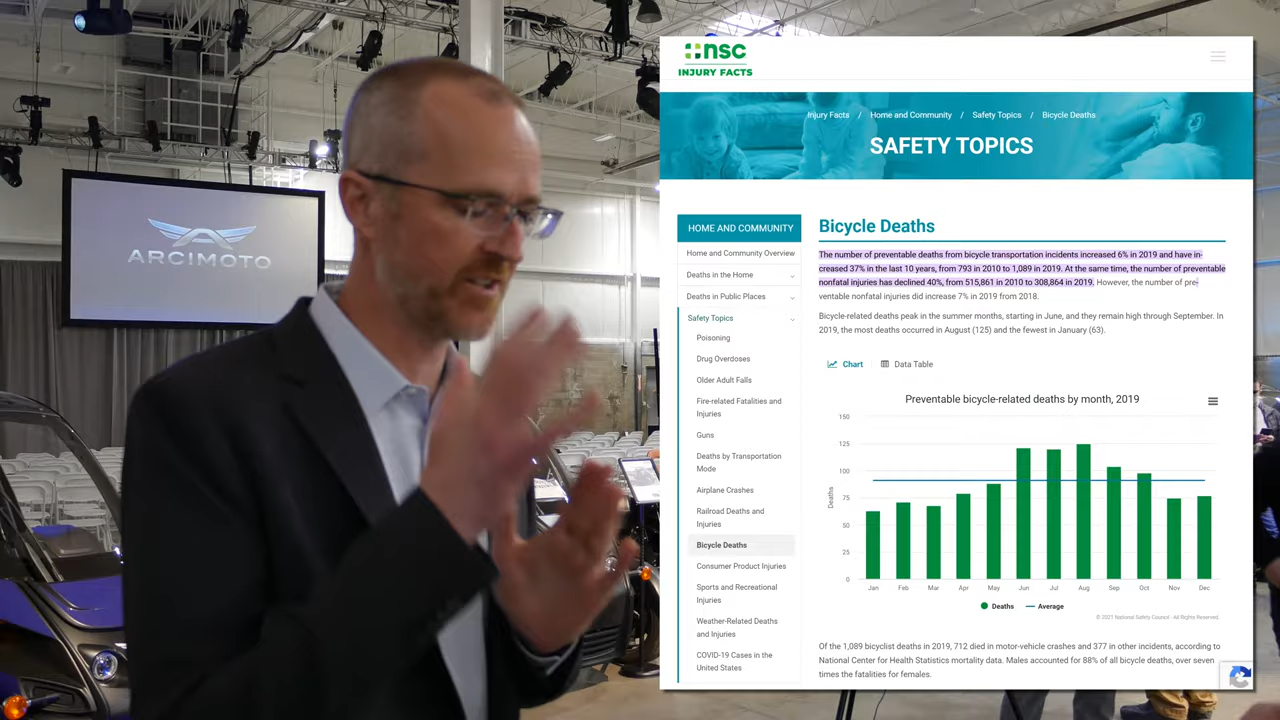 ARCIMOTO
nsc
INJURY FACTS
Injury Facts / Home and Community / Safety Topics / Bicycle Deaths
SAFETY TOPICS
HOME AND COMMUNITY
Home and Community Overview
Deaths in the Home
Deaths in Public Places
Safety Topics
Poisoning
Drug Overdoses
Older Adult Falls
Fire-related Fatalities and
Injuries
Guns
Deaths by Transportation
Mode
Airplane Crashes
Railroad Deaths and
Injuries
Bicycle Deaths
Consumer Product Injuries
Sports and Recreational
Injuries
Weather-Related Deaths
and Injuries
COVID-19 Cases in the
United States
Bicycle Deaths
The number of preventable deaths from bicycle transportation incidents increased 6% in 2019 and have in-
creased 37% in the last 10 years, from 793 in 2010 to 1,089 in 2019. At the same time, the number of preventable
nonfatal injuries has declined 40%, from 515,861 in 2010 to 308,864 in 2019. However, the number of pre-
ventable nonfatal injuries did increase 7% in 2019 from 2018.
Bicycle-related deaths peak in the summer months, starting in June, and they remain high through September. In
2019, the most deaths occurred in August (125) and the fewest in January (63).
Chart
Data Table
Preventable bicycle-related deaths by month, 2019
150
125
100
75
50
25
0
Deaths
Jan Feb Mar Apr May Jun Jul Aug Sep Oct Nov Dec
Deaths Average
© 2021 National Safety Council - All Rights Reserved.
Of the 1,089 bicyclist deaths in 2019, 712 died in motor-vehicle crashes and 377 in other incidents, according to
National Center for Health Statistics mortality data. Males accounted for 88% of all bicycle deaths, over seven
times the fatalities for females.